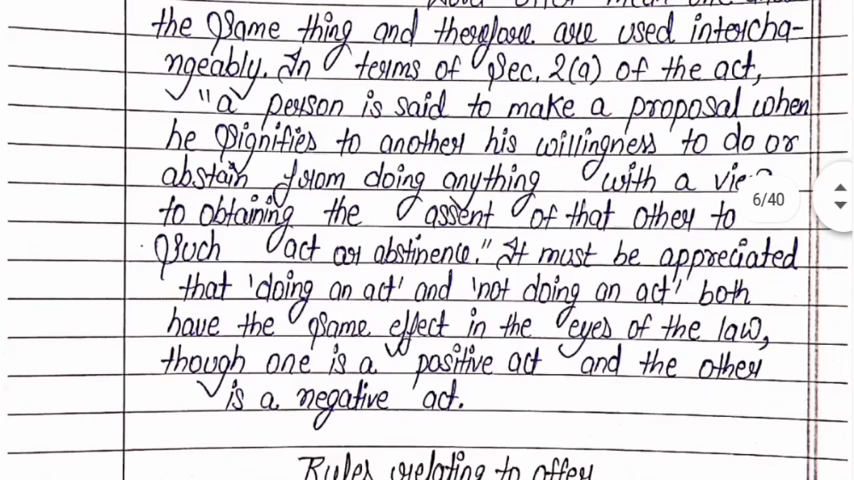 the same thing and therefore are used intercha-
ngeably. In terms of Sec. 2(a) of the act,
"a person is said to make a proposal when
he signifies to another his willingness to do or
abstain from doing anything with a view
to obtaining the assent of that other to
such act or abstinence." It must be appreciated
that 'doing an act' and 'not doing an act' both
have the same effect in the eyes of the law,
though one is a positive act and the other
is a negative act.
Rules relating to offer
6/40